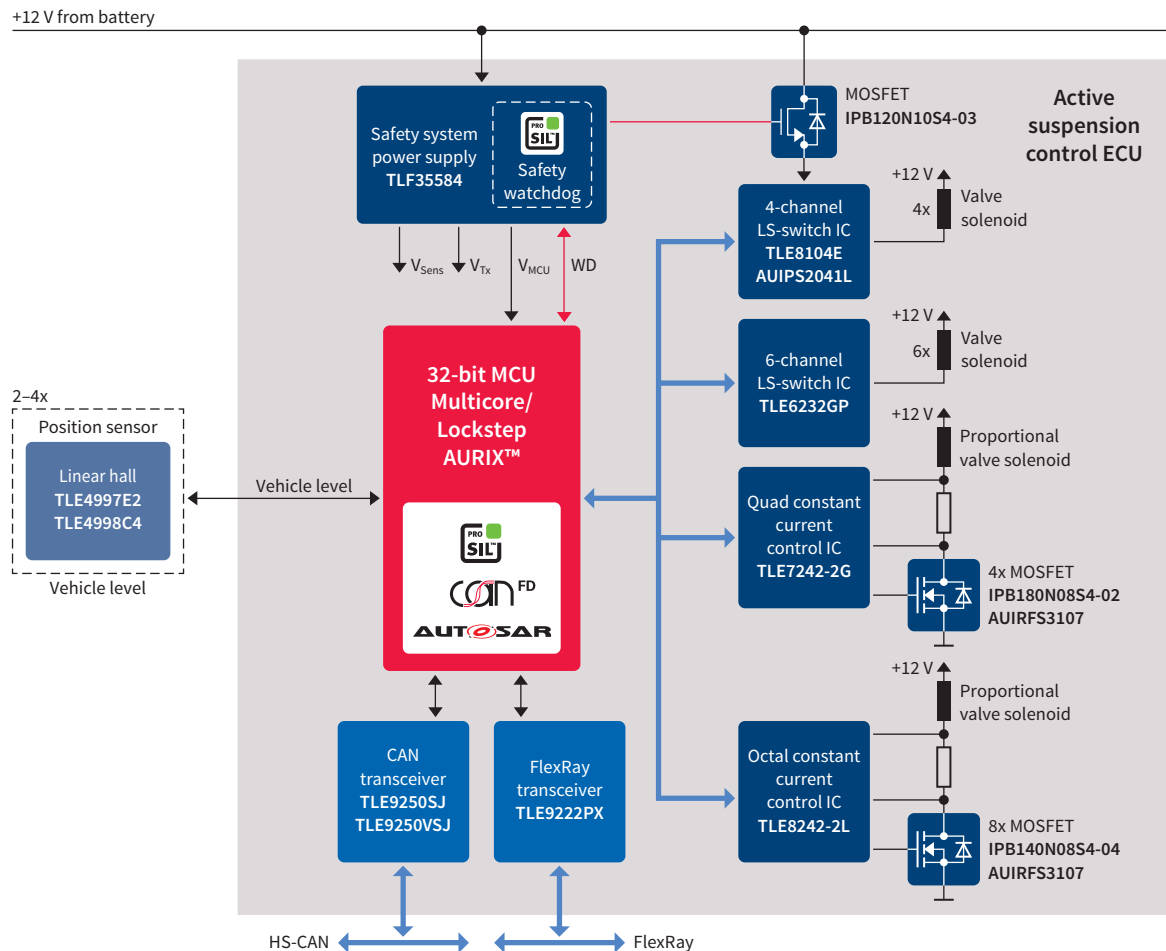 +12 V from battery
Safety system
power supply
TLF35584
PRO
SIL™
Safety
watchdog
MOSFET
IPB120N10S4-03
Active
suspension
control ECU
VSens
VTx
VMCU
WD
4-channel
LS-switch IC
TLE8104E
AUIPS2041L
+12 V
4x
Valve
solenoid
6-channel
LS-switch IC
TLE6232GP
+12 V
6x
Valve
solenoid
32-bit MCU
Multicore/
Lockstep
AURIX™
PRO
SIL™
CAN FD
AUTOSAR
2–4x
Position sensor
Linear hall
TLE4997E2
TLE4998C4
Vehicle level
Vehicle level
Quad constant
current
control IC
TLE7242-2G
+12 V
Proportional
valve solenoid
4x MOSFET
IPB180N08S4-02
AUIRFS3107
CAN
transceiver
TLE9250SJ
TLE9250VSJ
FlexRay
transceiver
TLE9222PX
Octal constant
current
control IC
TLE8242-2L
+12 V
Proportional
valve solenoid
8x MOSFET
IPB140N08S4-04
AUIRFS3107
HS-CAN
FlexRay